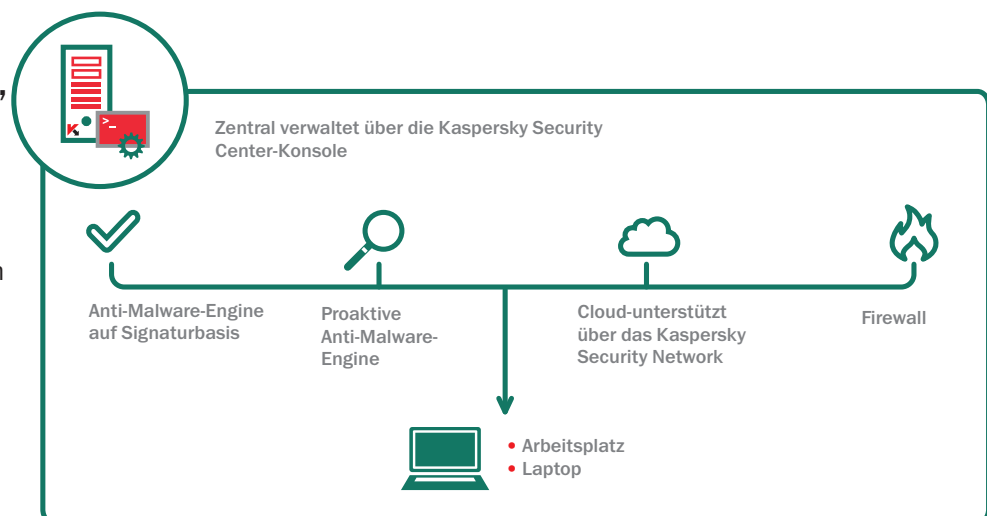 Zentral verwaltet über die Kaspersky Security
Center-Konsole
>_
Anti-Malware-Engine
auf Signaturbasis
Proaktive
Anti-Malware-
Engine
Cloud-unterstützt
über das Kaspersky
Security Network
Firewall
• Arbeitsplatz
• Laptop